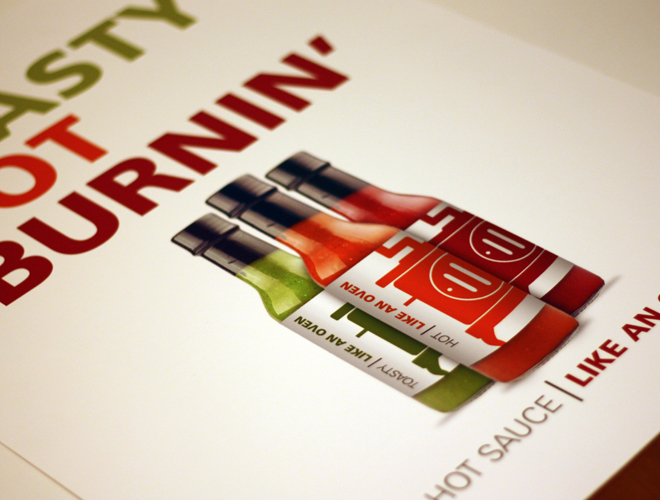 ASTY
OT
BURNIN'
HOT | LIKE AN OVEN
TOASTY | LIKE AN OVEN
HOT SAUCE | LIKE AN